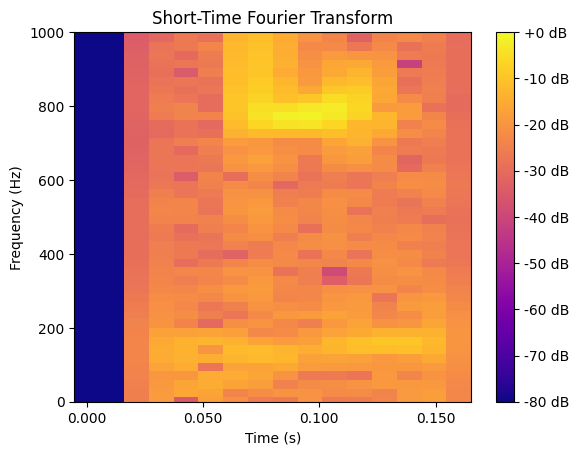 Short-Time Fourier Transform
Frequency (Hz)
1000
800
600
400
200
0
0.000
0.050
0.100
0.150
Time (s)
+0 dB
-10 dB
-20 dB
-30 dB
-40 dB
-50 dB
-60 dB
-70 dB
-80 dB